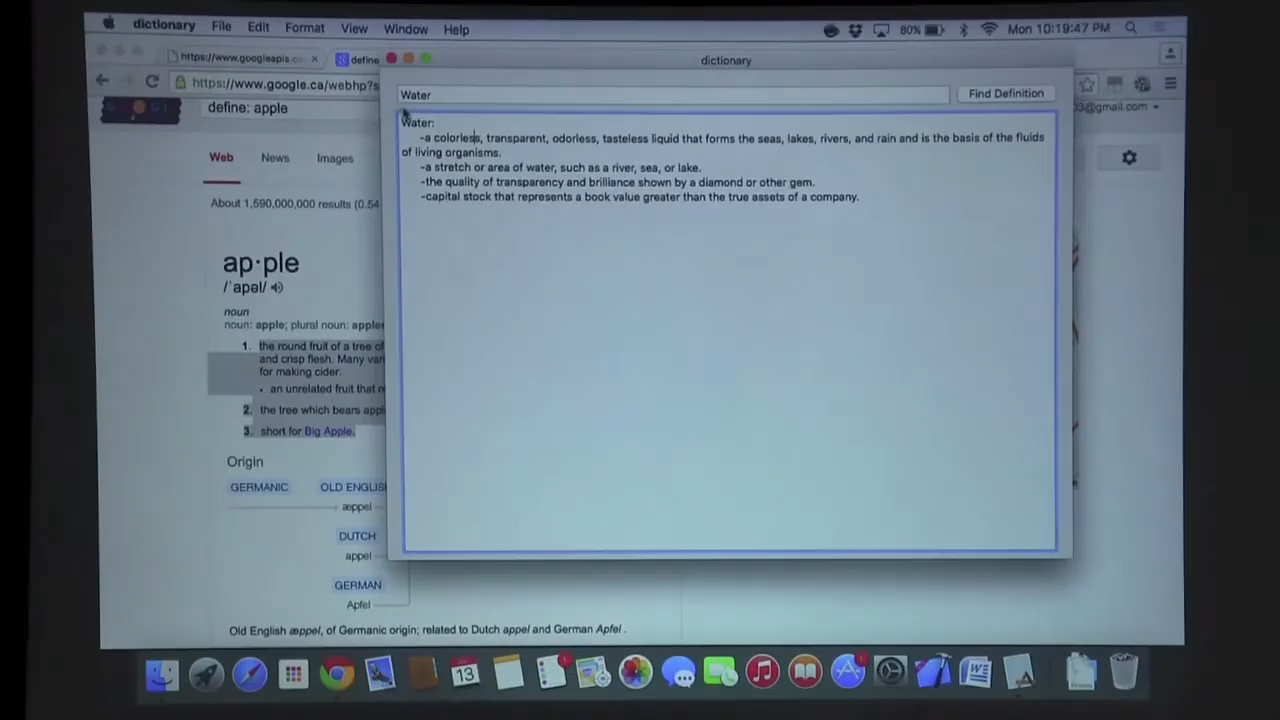 dictionary File Edit Format View Window Help
80% Mon 10:19:47 PM
https://www.googleapis.co
define
dictionary
https://www.google.ca/webhp?s
define: apple
Water
Find Definition
03@gmail.com
Water:
-a colorless, transparent, odorless, tasteless liquid that forms the seas, lakes, rivers, and rain and is the basis of the fluids
of living organisms.
-a stretch or area of water, such as a river, sea, or lake.
-the quality of transparency and brilliance shown by a diamond or other gem.
-capital stock that represents a book value greater than the true assets of a company.
Web News Images
About 1,590,000,000 results (0.54
ap·ple
/ˈapəl/
noun
noun: apple; plural noun: apple
1. the round fruit of a tree of
and crisp flesh. Many vari
for making cider.
• an unrelated fruit that
2. the tree which bears appl
3. short for Big Apple.
Origin
GERMANIC OLD ENGLIS
æppel
DUTCH
appel
GERMAN
Apfel
Old English æppel, of Germanic origin; related to Dutch appel and German Apfel .
13
W